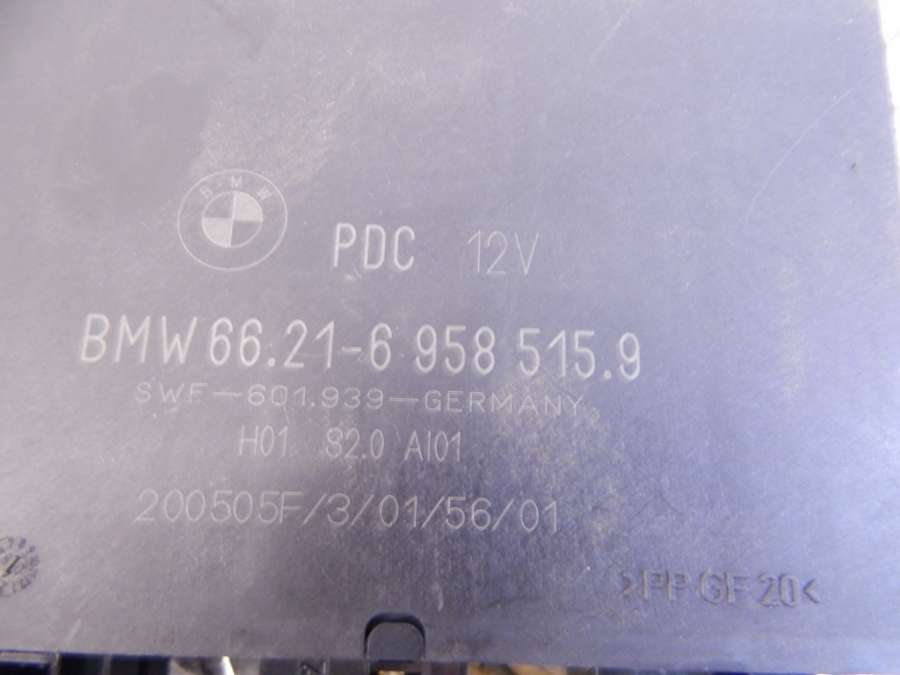 BMW
PDC 12V
BMW 66.21-6 958 515.9
SWF-601.939-GERMANY
H01 82.0 AI01
200505F/3/01/56/01
>PP GF 20<